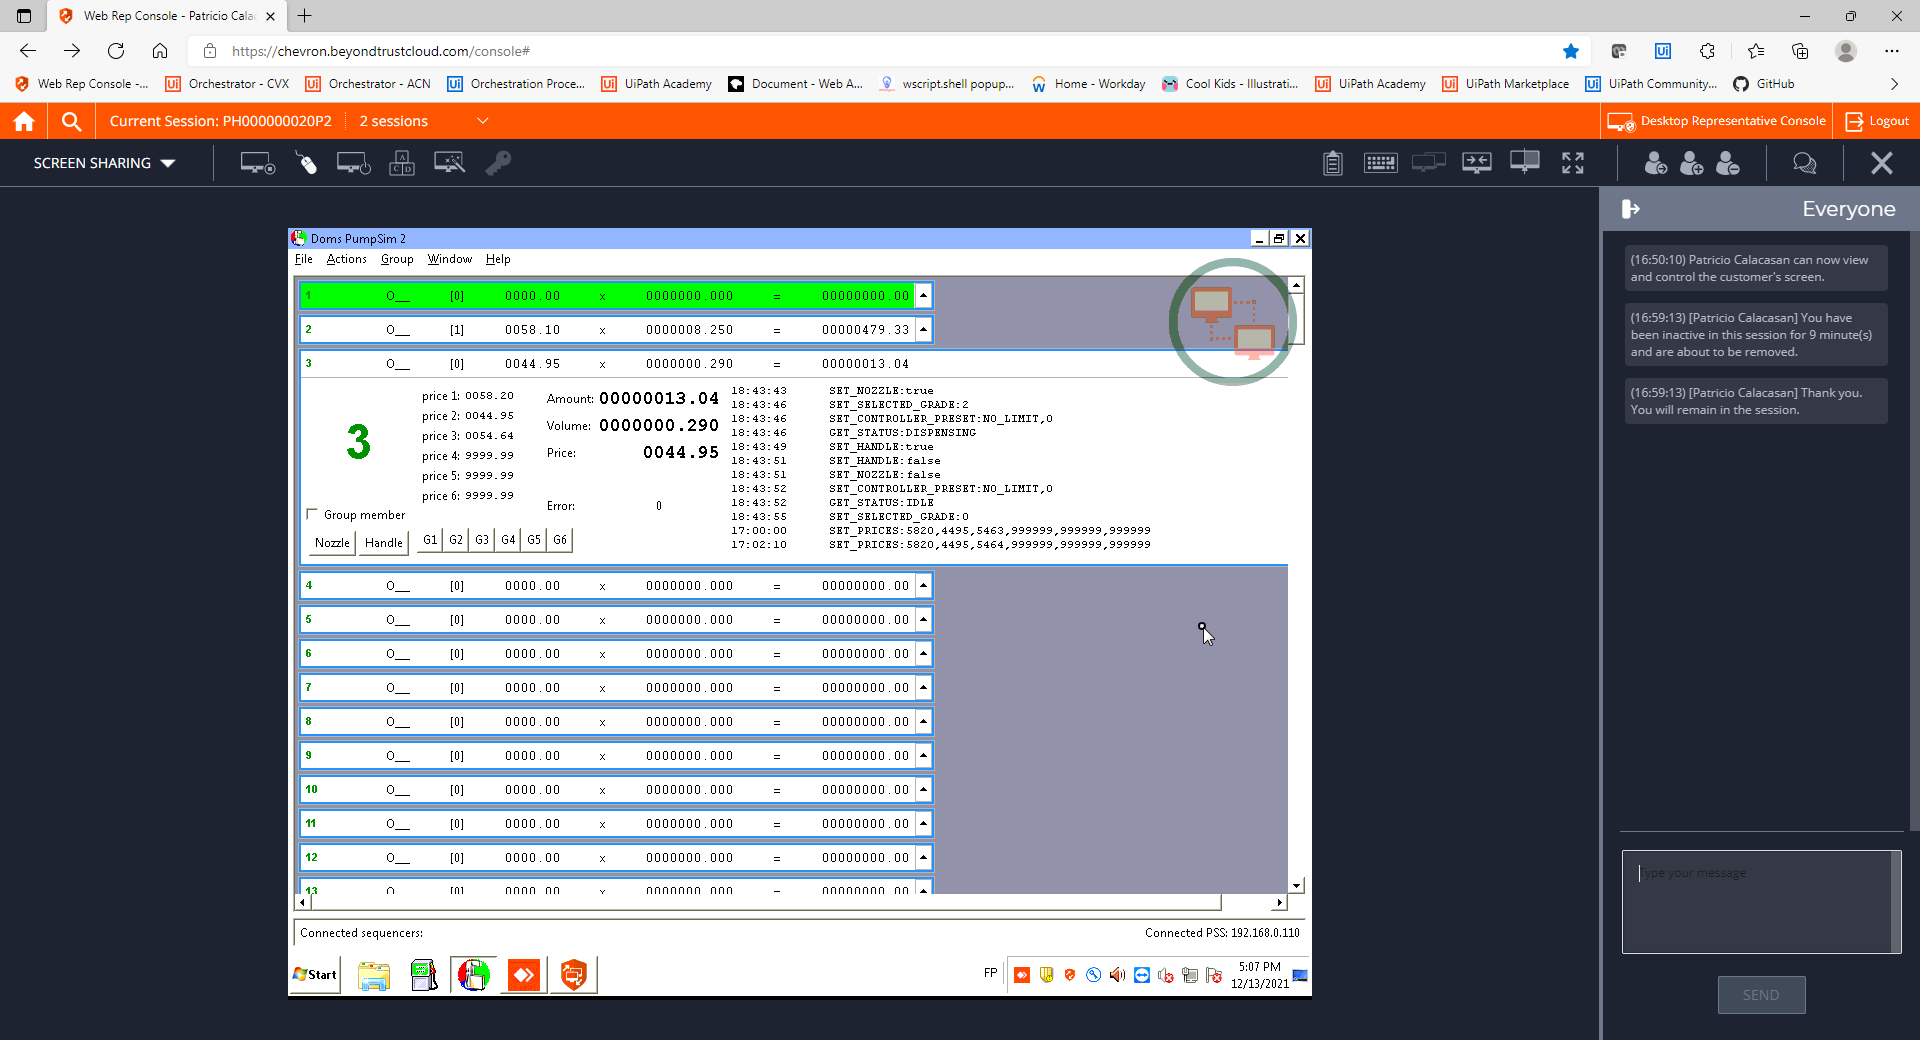 Web Rep Console - Patricio Cala
https://chevron.beyondtrustcloud.com/console#
Web Rep Console -... Orchestrator - CVX Orchestrator - ACN Orchestration Proce... UiPath Academy Document - Web A... wscript.shell popup... Home - Workday Cool Kids - Illustrati... UiPath Academy UiPath Marketplace UiPath Community... GitHub
Current Session: PH000000020P2 2 sessions Desktop Representative Console Logout
SCREEN SHARING
Everyone
(16:50:10) Patricio Calacasan can now view
and control the customer's screen.
(16:59:13) [Patricio Calacasan] You have
been inactive in this session for 9 minute(s)
and are about to be removed.
(16:59:13) [Patricio Calacasan] Thank you.
You will remain in the session.
Type your message
SEND
Doms PumpSim 2
File Actions Group Window Help
1 O__ [0] 0000.00 x 0000000.000 = 00000000.00
2 O__ [1] 0058.10 x 0000008.250 = 00000479.33
3 O__ [0] 0044.95 x 0000000.290 = 00000013.04
3
price 1: 0058.20
price 2: 0044.95
price 3: 0054.64
price 4: 9999.99
price 5: 9999.99
price 6: 9999.99
Amount: 00000013.04
Volume: 0000000.290
Price: 0044.95
Error: 0
Group member
Nozzle Handle G1 G2 G3 G4 G5 G6
18:43:43 SET_NOZZLE:true
18:43:46 SET_SELECTED_GRADE:2
18:43:46 SET_CONTROLLER_PRESET:NO_LIMIT,0
18:43:46 GET_STATUS:DISPENSING
18:43:49 SET_HANDLE:true
18:43:51 SET_HANDLE:false
18:43:51 SET_NOZZLE:false
18:43:52 SET_CONTROLLER_PRESET:NO_LIMIT,0
18:43:52 GET_STATUS:IDLE
18:43:55 SET_SELECTED_GRADE:0
17:00:00 SET_PRICES:5820,4495,5463,999999,999999,999999
17:02:10 SET_PRICES:5820,4495,5464,999999,999999,999999
4 O__ [0] 0000.00 x 0000000.000 = 00000000.00
5 O__ [0] 0000.00 x 0000000.000 = 00000000.00
6 O__ [0] 0000.00 x 0000000.000 = 00000000.00
7 O__ [0] 0000.00 x 0000000.000 = 00000000.00
8 O__ [0] 0000.00 x 0000000.000 = 00000000.00
9 O__ [0] 0000.00 x 0000000.000 = 00000000.00
10 O__ [0] 0000.00 x 0000000.000 = 00000000.00
11 O__ [0] 0000.00 x 0000000.000 = 00000000.00
12 O__ [0] 0000.00 x 0000000.000 = 00000000.00
13 O [0] 0000.00 x 0000000.000 = 00000000.00
Connected sequencers: Connected PSS: 192.168.0.110
Start FP 5:07 PM
12/13/2021